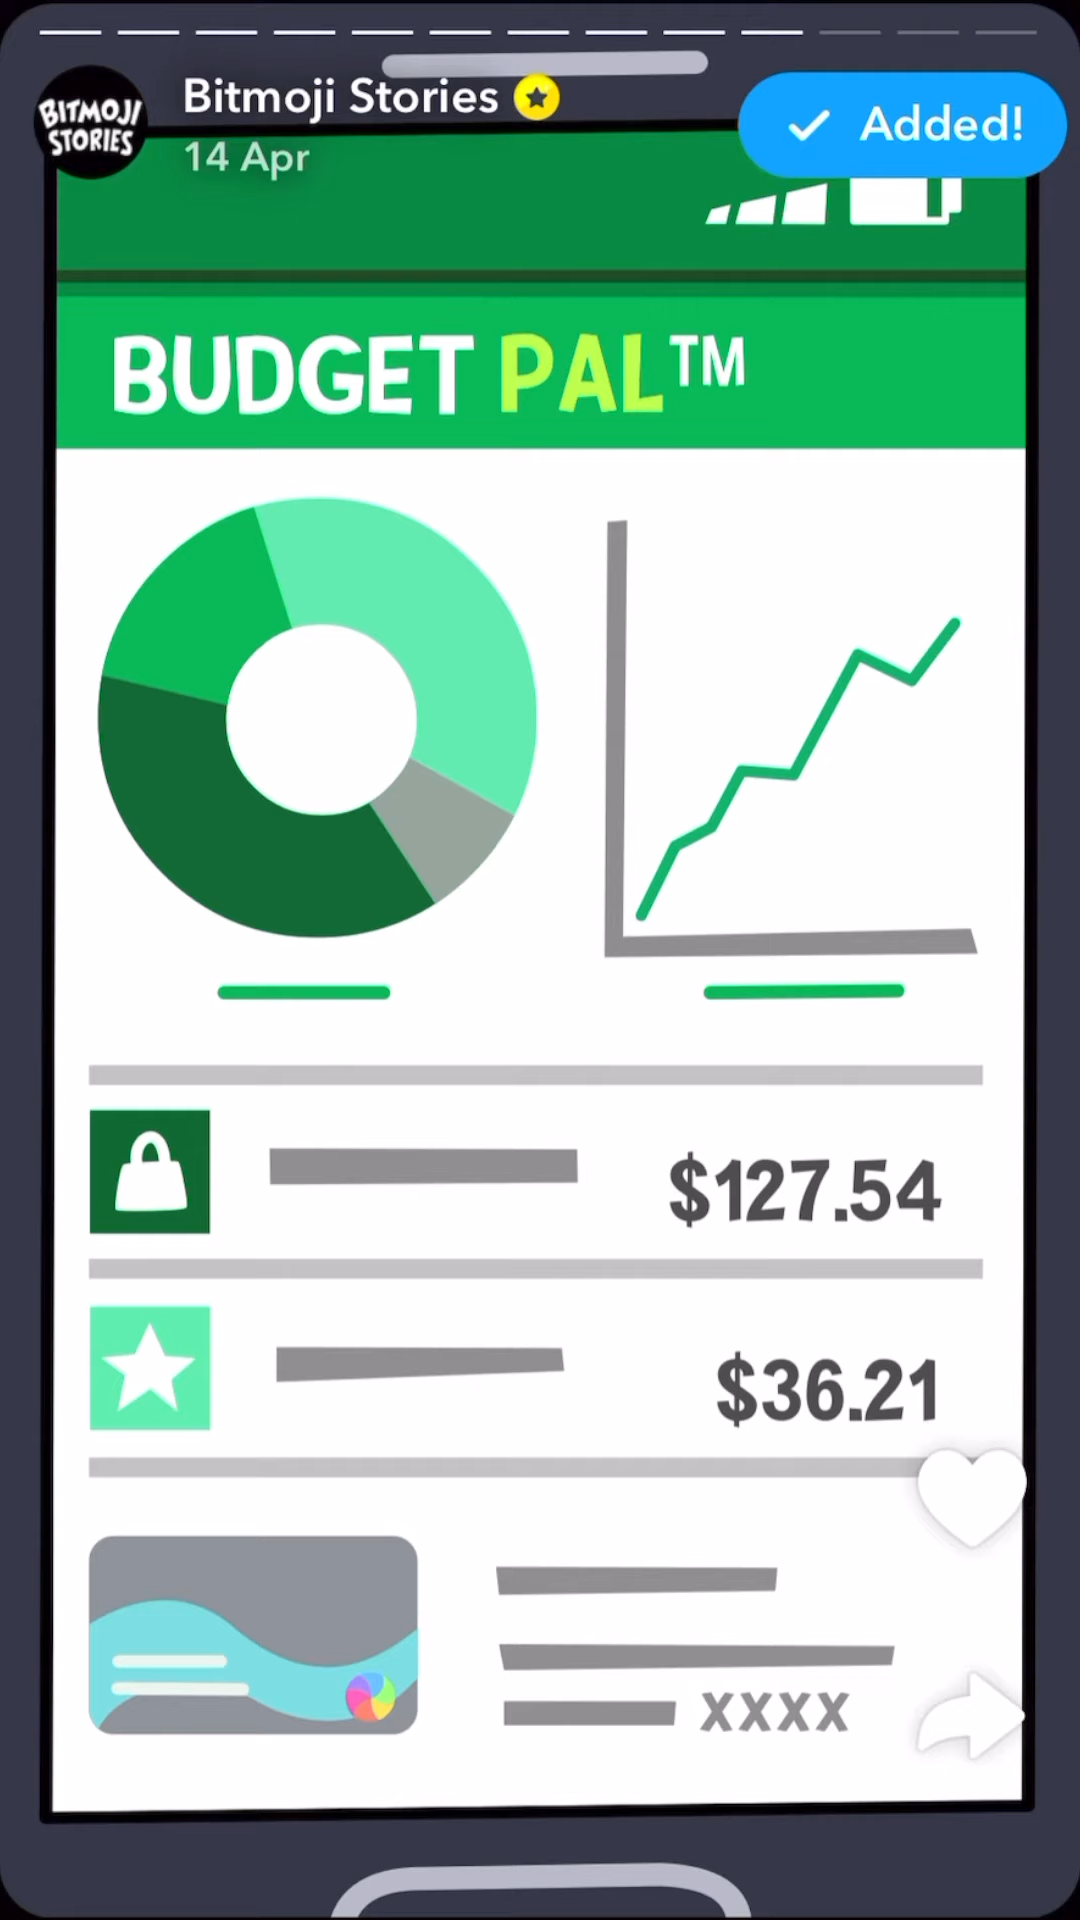 BITMOJI
STORIES
Bitmoji Stories
14 Apr
Added!
BUDGET PAL™
$127.54
$36.21
XXXX